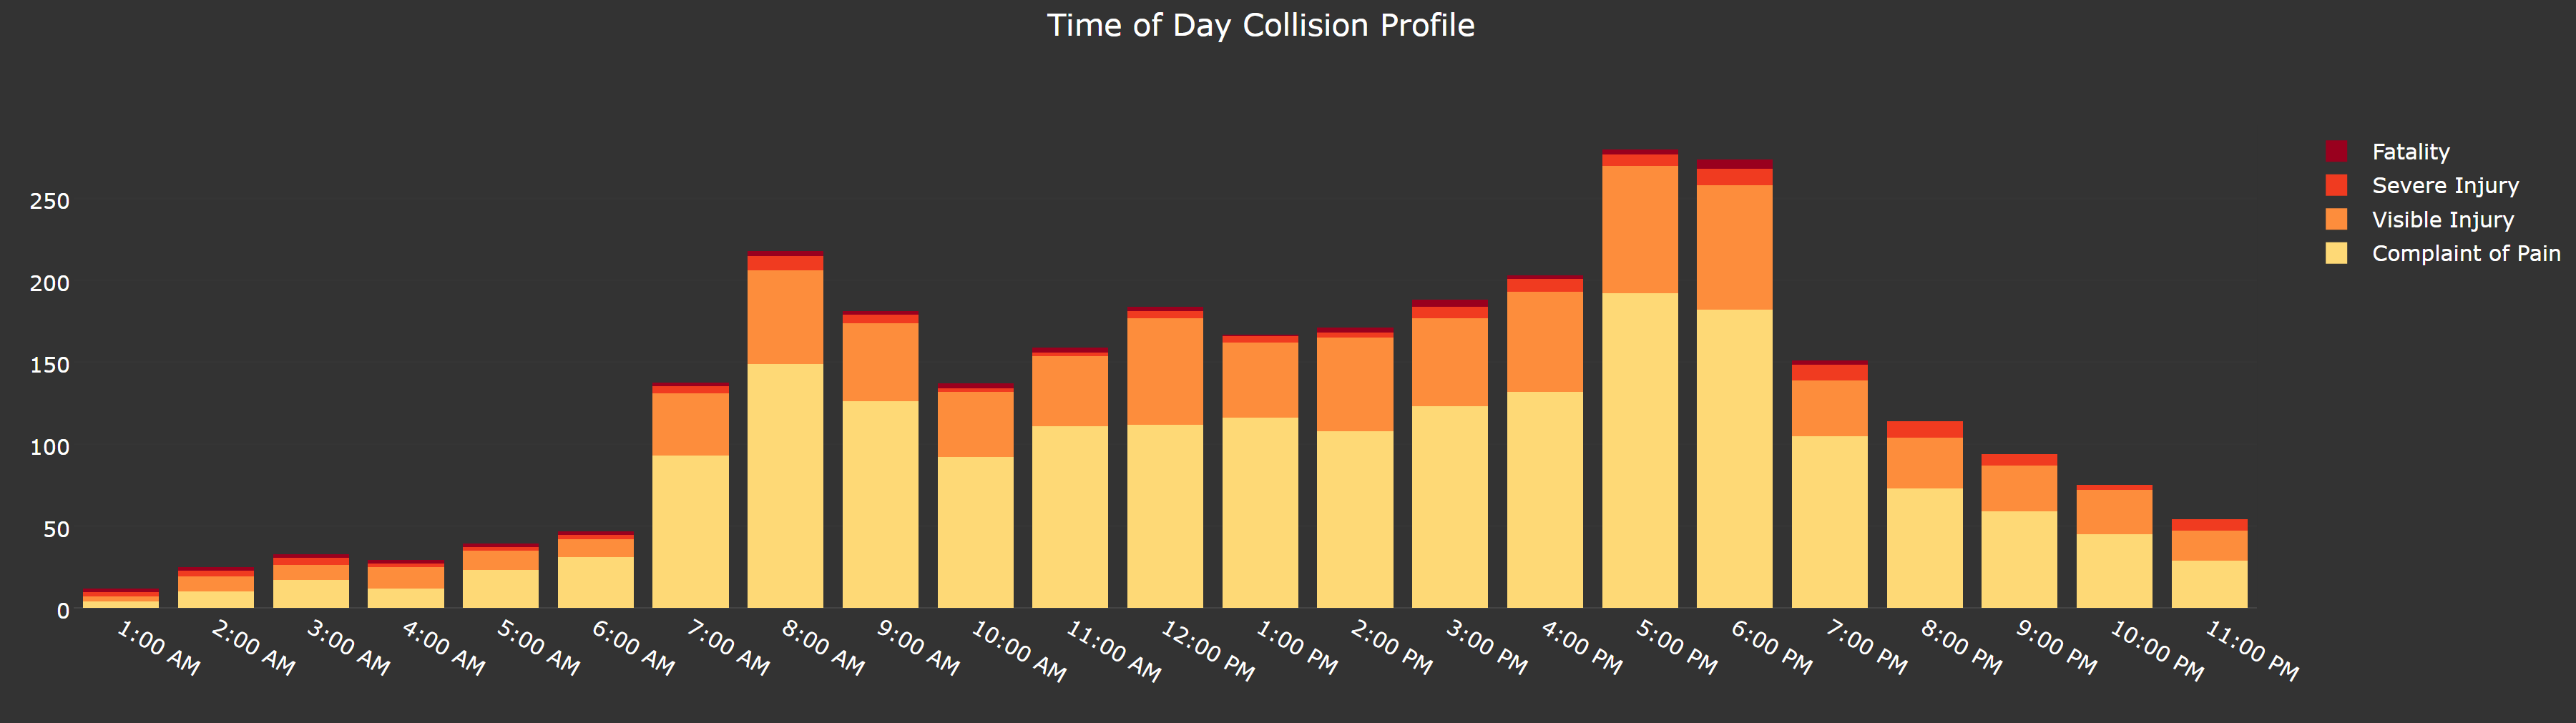 Time of Day Collision Profile
Fatality
Severe Injury
Visible Injury
Complaint of Pain
250
200
150
100
50
0
1:00 AM
2:00 AM
3:00 AM
4:00 AM
5:00 AM
6:00 AM
7:00 AM
8:00 AM
9:00 AM
10:00 AM
11:00 AM
12:00 PM
1:00 PM
2:00 PM
3:00 PM
4:00 PM
5:00 PM
6:00 PM
7:00 PM
8:00 PM
9:00 PM
10:00 PM
11:00 PM